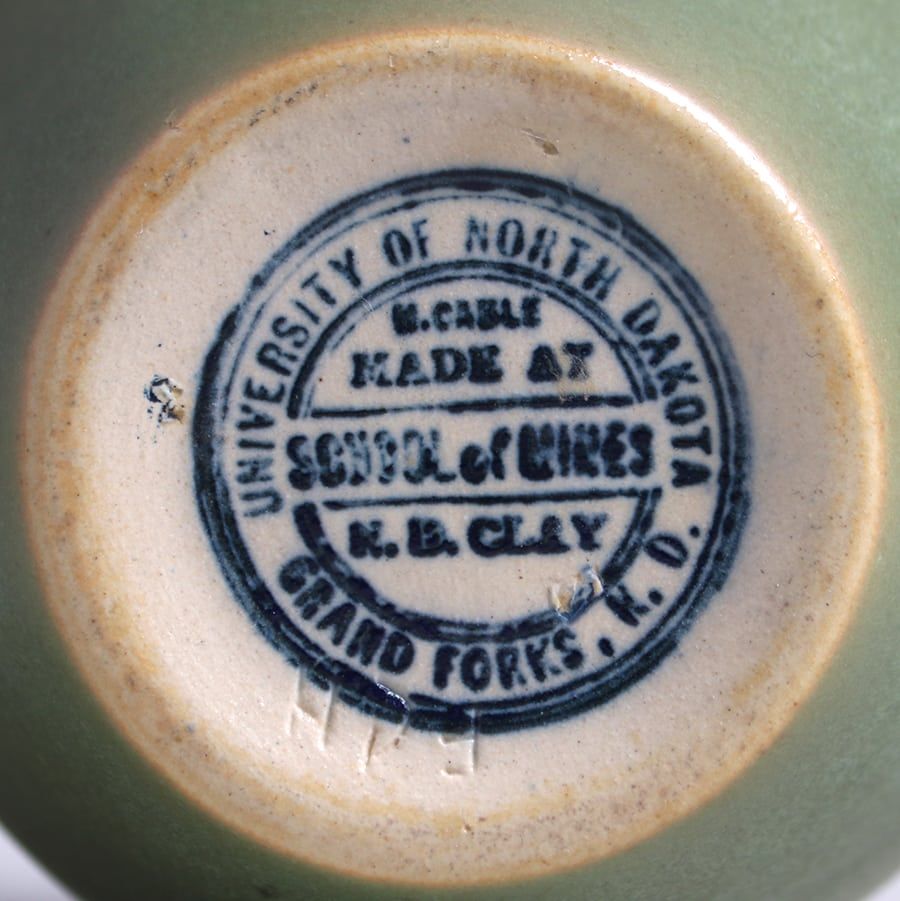 UNIVERSITY OF NORTH DAKOTA
M. CABLE
MADE AT
SCHOOL of MINES
N. D. CLAY
GRAND FORKS, N. D.